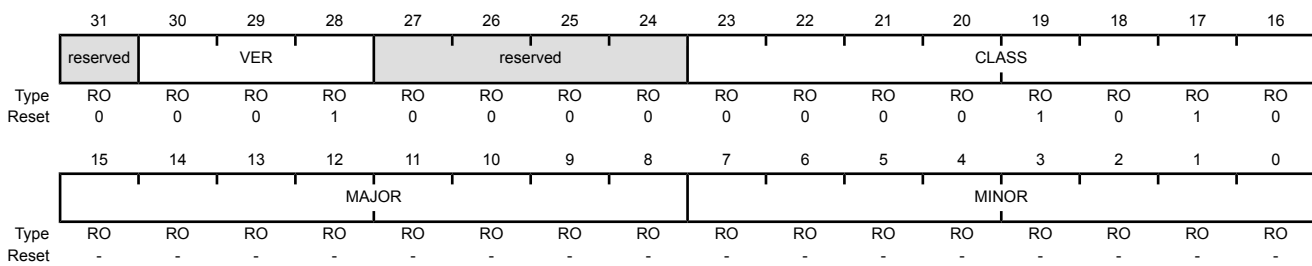 31 30 29 28 27 26 25 24 23 22 21 20 19 18 17 16
reserved VER reserved CLASS
Type RO RO RO RO RO RO RO RO RO RO RO RO RO RO RO RO
Reset 0 0 0 1 0 0 0 0 0 0 0 0 1 0 1 0
15 14 13 12 11 10 9 8 7 6 5 4 3 2 1 0
MAJOR MINOR
Type RO RO RO RO RO RO RO RO RO RO RO RO RO RO RO RO
Reset - - - - - - - - - - - - - - - -